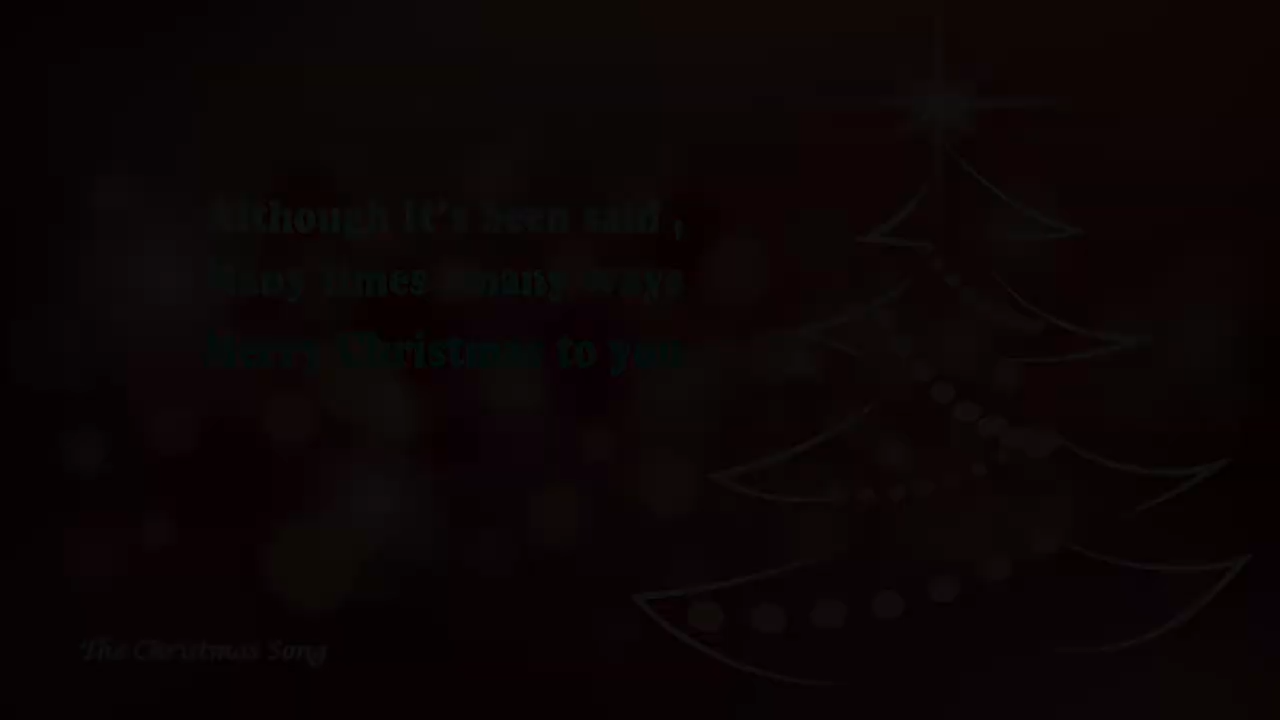 Although it's been said ,
Many times many ways
Merry Christmas to you
The Christmas Song